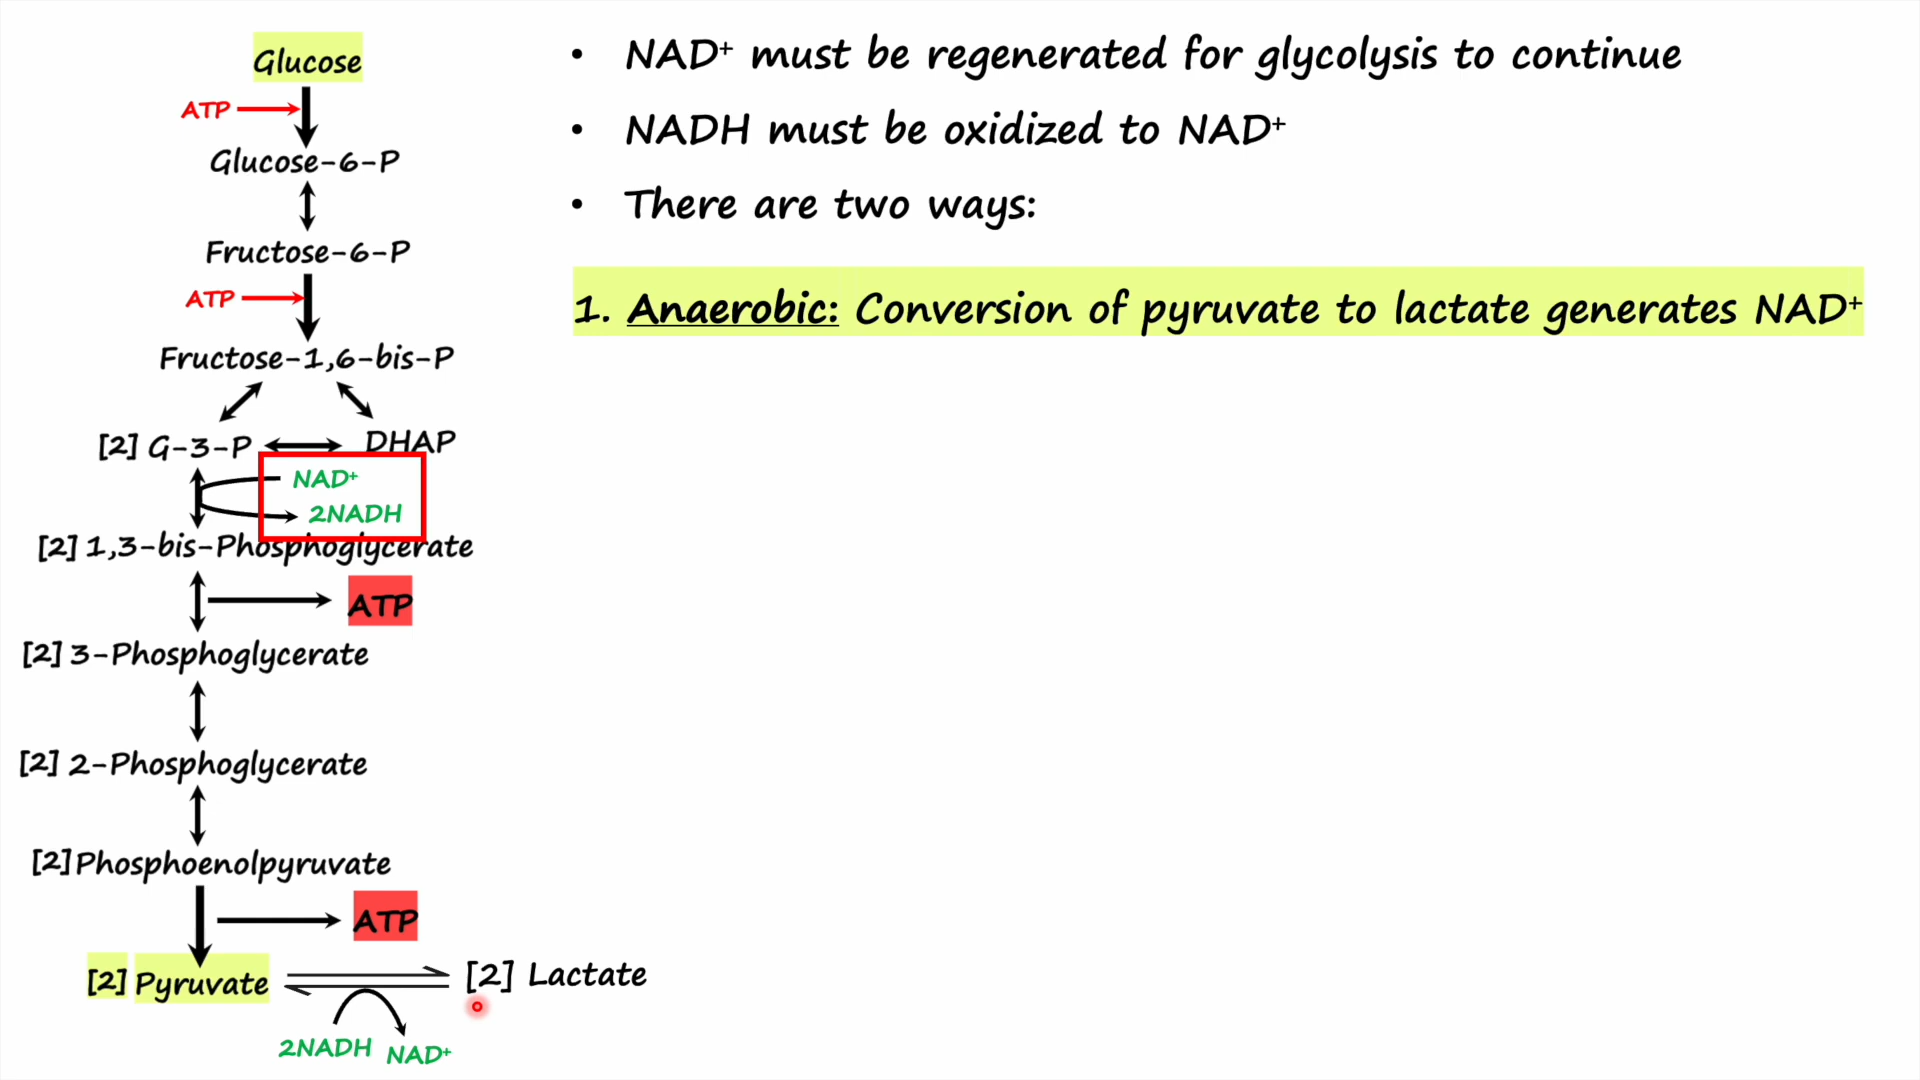 Glucose
ATP
Glucose-6-P
Fructose-6-P
ATP
Fructose-1,6-bis-P
[2] G-3-P
DHAP
NAD⁺
2NADH
[2] 1,3-bis-Phosphoglycerate
ATP
[2] 3-Phosphoglycerate
[2] 2-Phosphoglycerate
[2] Phosphoenolpyruvate
ATP
[2] Pyruvate
[2] Lactate
2NADH
NAD⁺
• NAD⁺ must be regenerated for glycolysis to continue
• NADH must be oxidized to NAD⁺
• There are two ways:
1. Anaerobic: Conversion of pyruvate to lactate generates NAD⁺